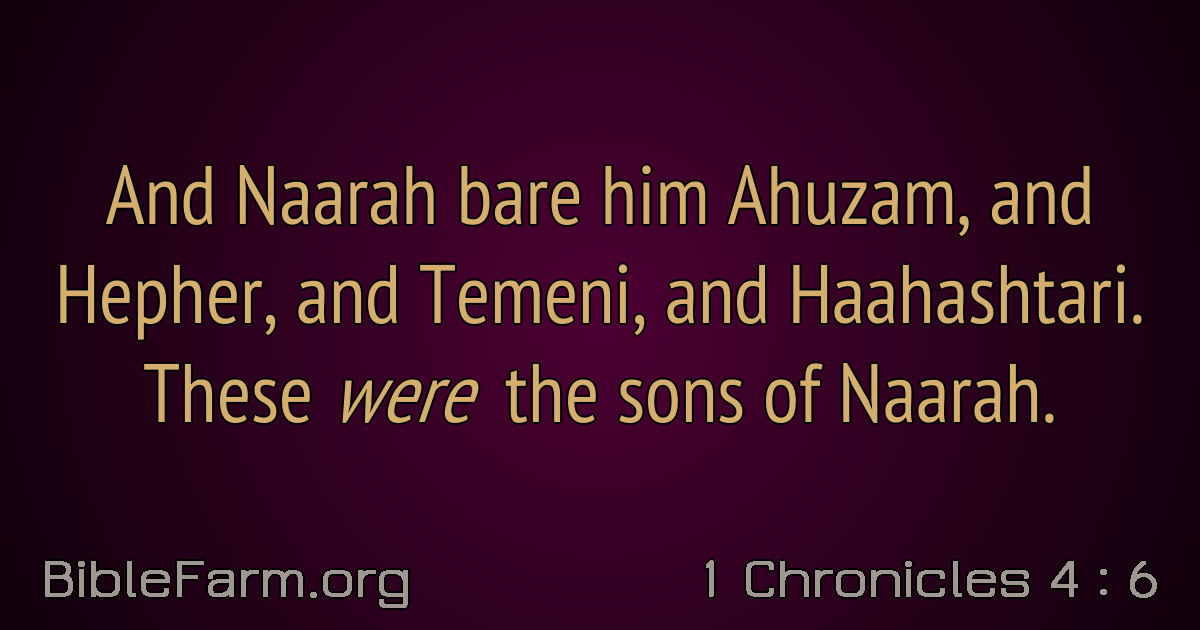 And Naarah bare him Ahuzam, and
Hepher, and Temeni, and Haahashtari.
These were the sons of Naarah.
BibleFarm.org
1 Chronicles 4 : 6